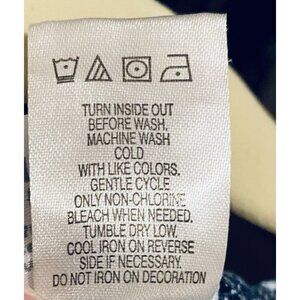 TURN INSIDE OUT
BEFORE WASH.
MACHINE WASH
COLD
WITH LIKE COLORS.
GENTLE CYCLE
ONLY NON-CHLORINE
BLEACH WHEN NEEDED.
TUMBLE DRY LOW.
COOL IRON ON REVERSE
SIDE IF NECESSARY.
DO NOT IRON ON DECORATION